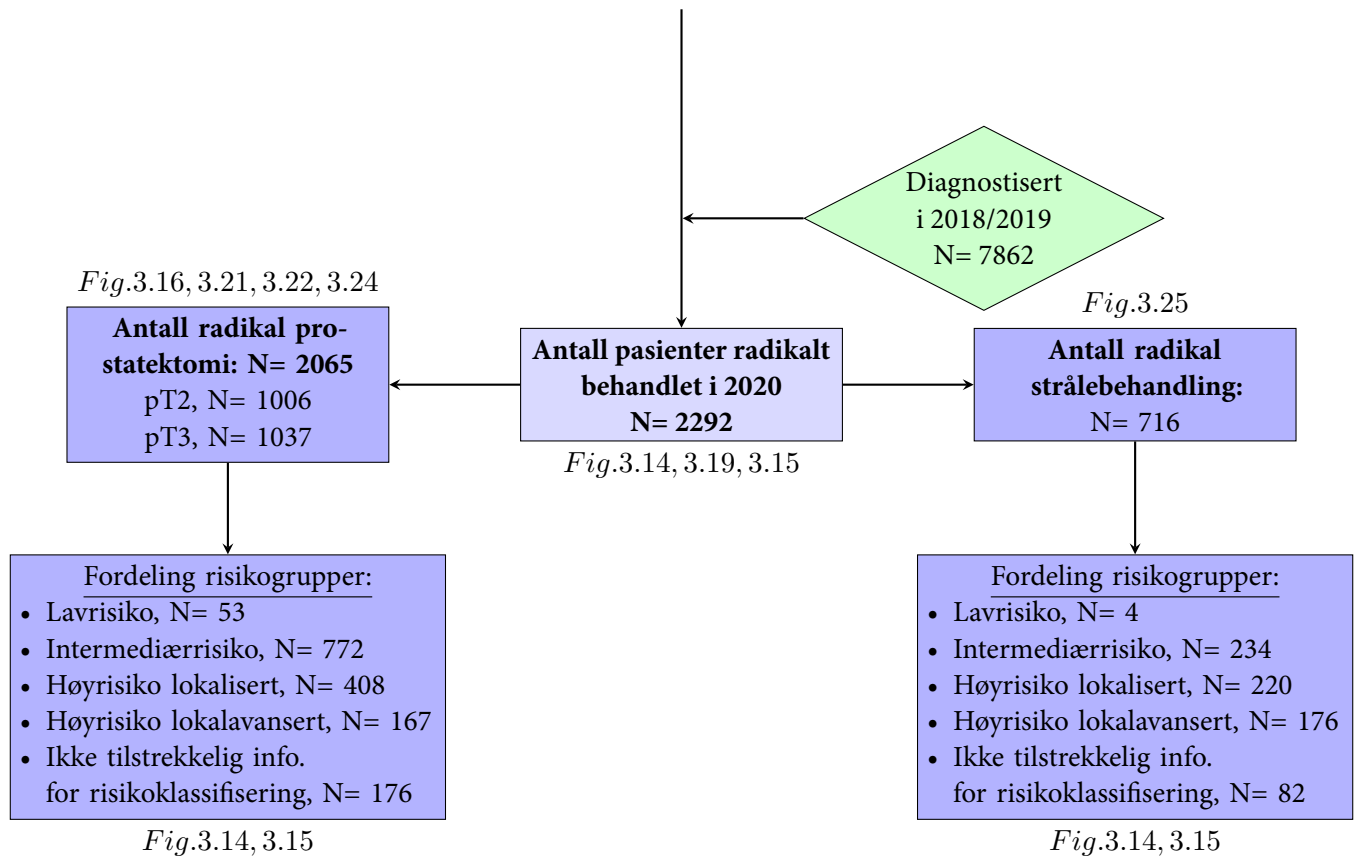 Diagnostisert
i 2018/2019
N= 7862
Fig.3.16, 3.21, 3.22, 3.24
Antall radikal pro-
statektomi: N= 2065
pT2, N= 1006
pT3, N= 1037
Antall pasienter radikalt
behandlet i 2020
N= 2292
Fig.3.14, 3.19, 3.15
Fig.3.25
Antall radikal
strålebehandling:
N= 716
Fordeling risikogrupper:
• Lavrisiko, N= 53
• Intermediærrisiko, N= 772
• Høyrisiko lokalisert, N= 408
• Høyrisiko lokalavansert, N= 167
• Ikke tilstrekkelig info.
for risikoklassifisering, N= 176
Fig.3.14, 3.15
Fordeling risikogrupper:
• Lavrisiko, N= 4
• Intermediærrisiko, N= 234
• Høyrisiko lokalisert, N= 220
• Høyrisiko lokalavansert, N= 176
• Ikke tilstrekkelig info.
for risikoklassifisering, N= 82
Fig.3.14, 3.15